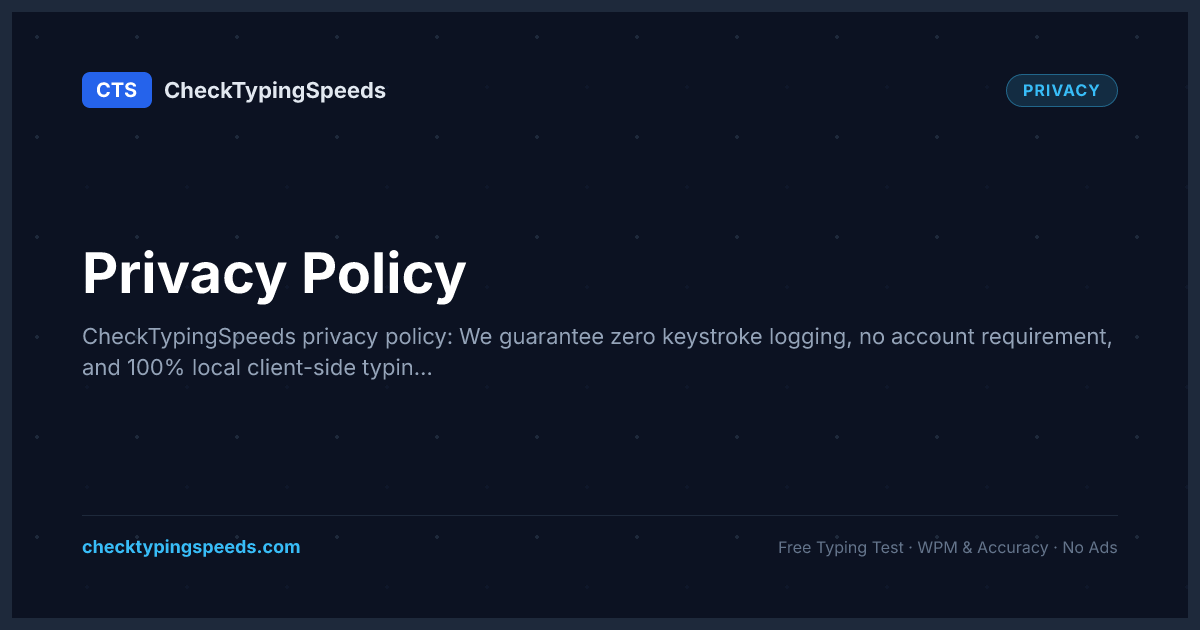 CTS CheckTypingSpeeds
PRIVACY
Privacy Policy
CheckTypingSpeeds privacy policy: We guarantee zero keystroke logging, no account requirement,
and 100% local client-side typin...
checktypingspeeds.com
Free Typing Test · WPM & Accuracy · No Ads